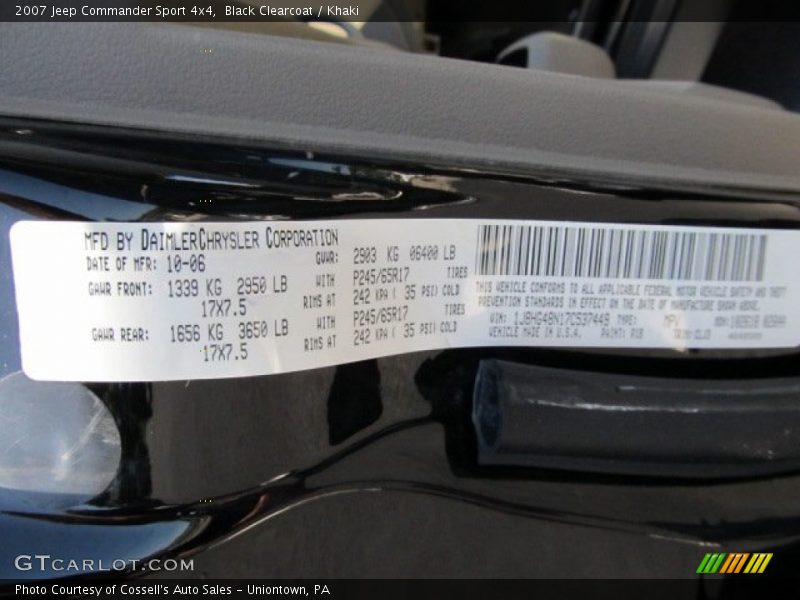 2007 Jeep Commander Sport 4x4, Black Clearcoat / Khaki
MFD BY DAIMLERCHRYSLER CORPORATION
DATE OF MFR: 10-06 GVWR: 2903 KG 06400 LB
GAWR FRONT: 1339 KG 2950 LB WITH P245/65R17 TIRES
17X7.5 RIMS AT 242 KPA ( 35 PSI) COLD
GAWR REAR: 1656 KG 3650 LB WITH P245/65R17 TIRES
17X7.5 RIMS AT 242 KPA ( 35 PSI) COLD
THIS VEHICLE CONFORMS TO ALL APPLICABLE FEDERAL MOTOR VEHICLE SAFETY AND THEFT
PREVENTION STANDARDS IN EFFECT ON THE DATE OF MANUFACTURE SHOWN ABOVE.
VIN: 1J8HG48N17C537448 TYPE: MPV
VEHICLE MADE IN U.S.A. PAINT:
GTCARLOT.COM
Photo Courtesy of Cossell's Auto Sales - Uniontown, PA